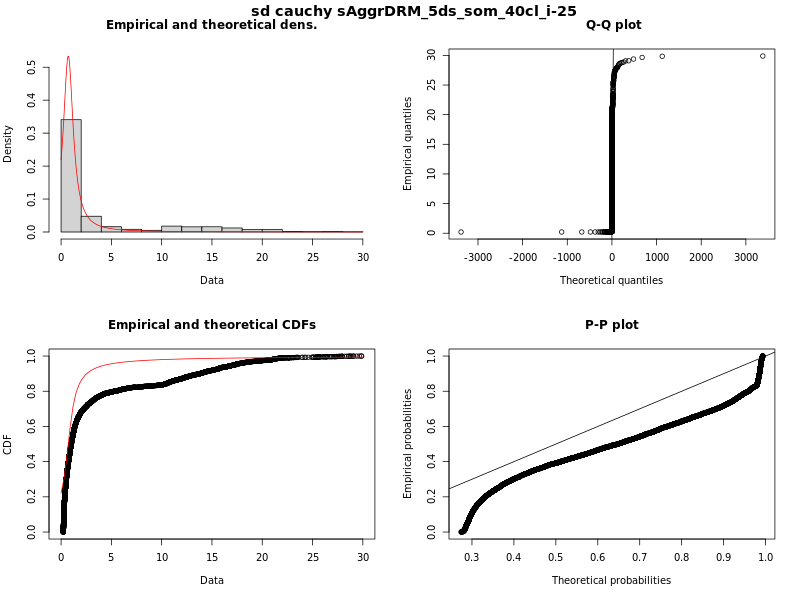 sd cauchy sAggrDRM_5ds_som_40cl_i-25
Empirical and theoretical dens.
Density
0.0 0.1 0.2 0.3 0.4 0.5
0 5 10 15 20 25 30
Data
Q-Q plot
Empirical quantiles
0 5 10 15 20 25 30
-3000 -2000 -1000 0 1000 2000 3000
Theoretical quantiles
Empirical and theoretical CDFs
CDF
0.0 0.2 0.4 0.6 0.8 1.0
0 5 10 15 20 25 30
Data
P-P plot
Empirical probabilities
0.0 0.2 0.4 0.6 0.8 1.0
0.3 0.4 0.5 0.6 0.7 0.8 0.9 1.0
Theoretical probabilities